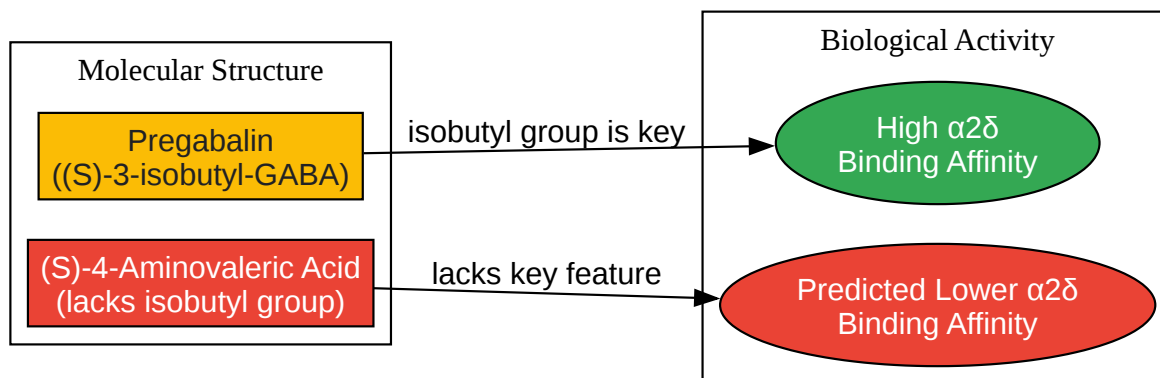 Molecular Structure
Pregabalin
((S)-3-isobutyl-GABA)
(S)-4-Aminovaleric Acid
(lacks isobutyl group)
isobutyl group is key
lacks key feature
Biological Activity
High α2δ
Binding Affinity
Predicted Lower α2δ
Binding Affinity